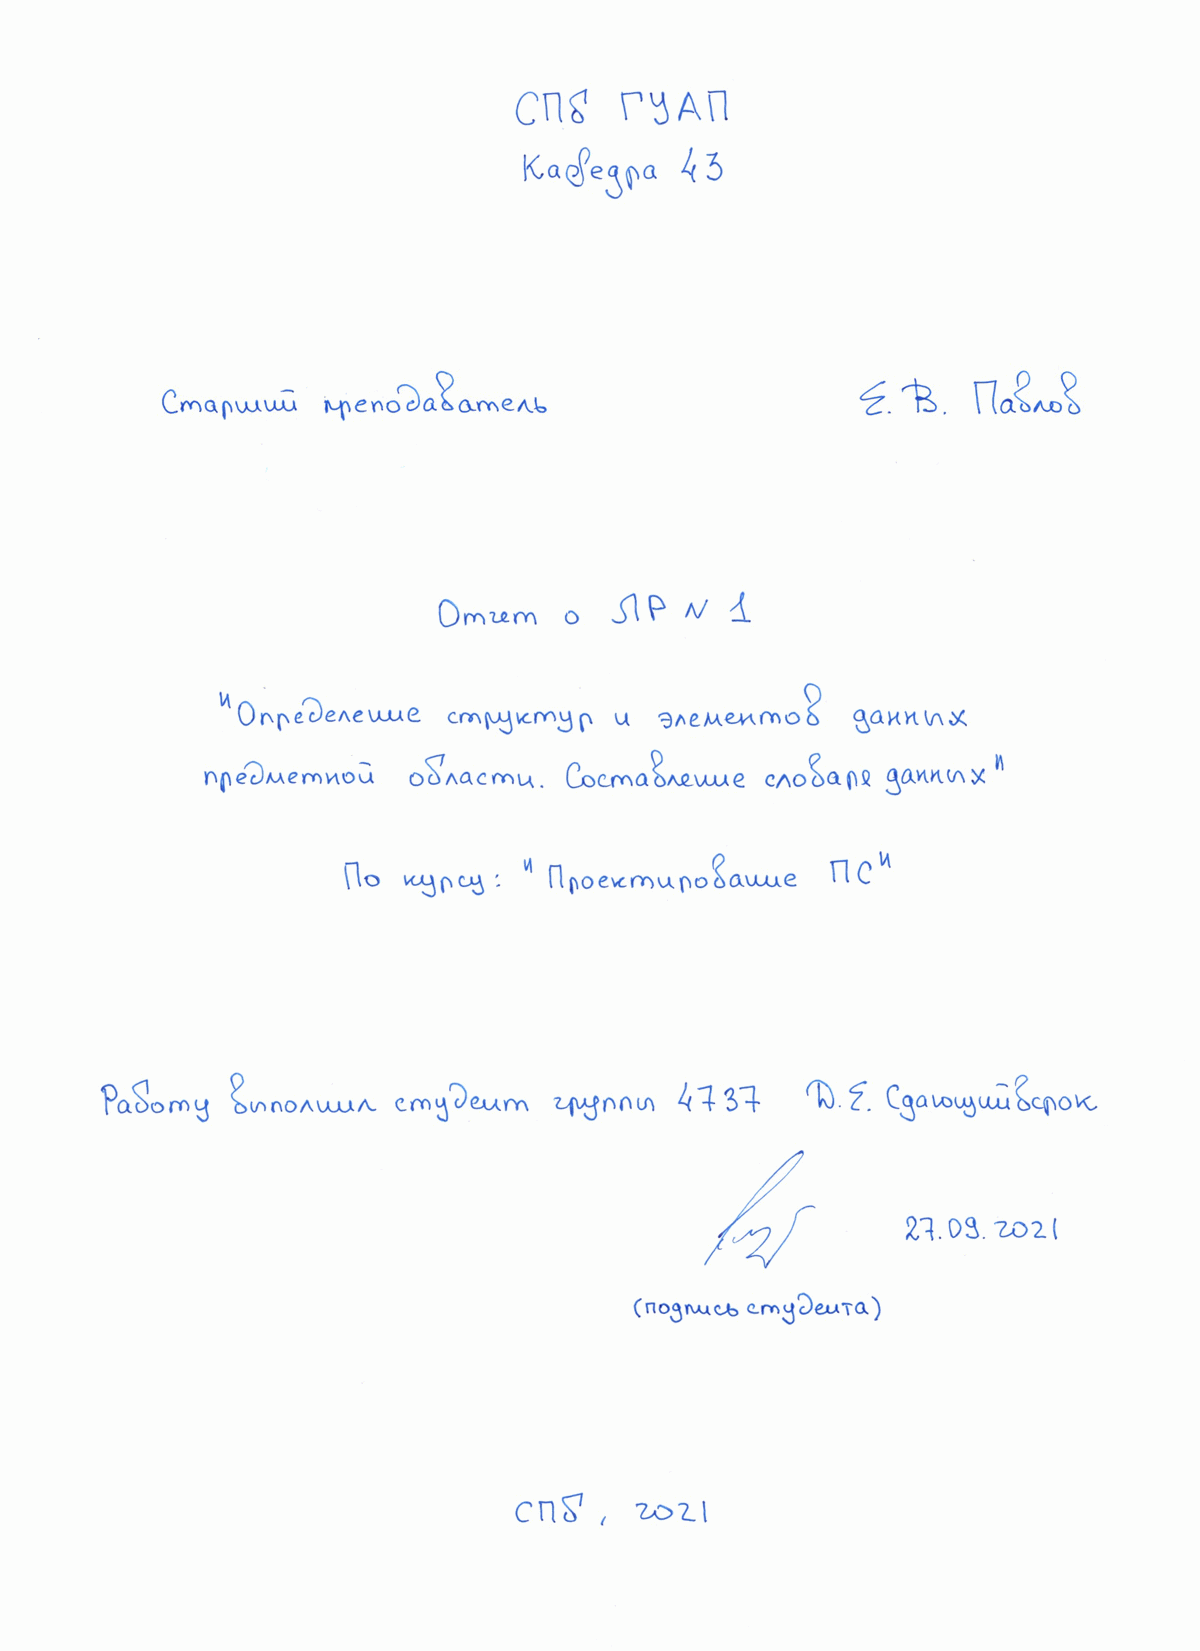 СПб ГУАП
Кафедра 43
Старший преподаватель Е. В. Павлов
Отчет о ЛР N 1
"Определение структур и элементов данных
предметной области. Составление словаря данных"
По курсу: "Проектирование ПС"
Работу выполнил студент группы 4737 Д. Е. Сдающийвсрок
27.09.2021
(подпись студента)
СПб, 2021